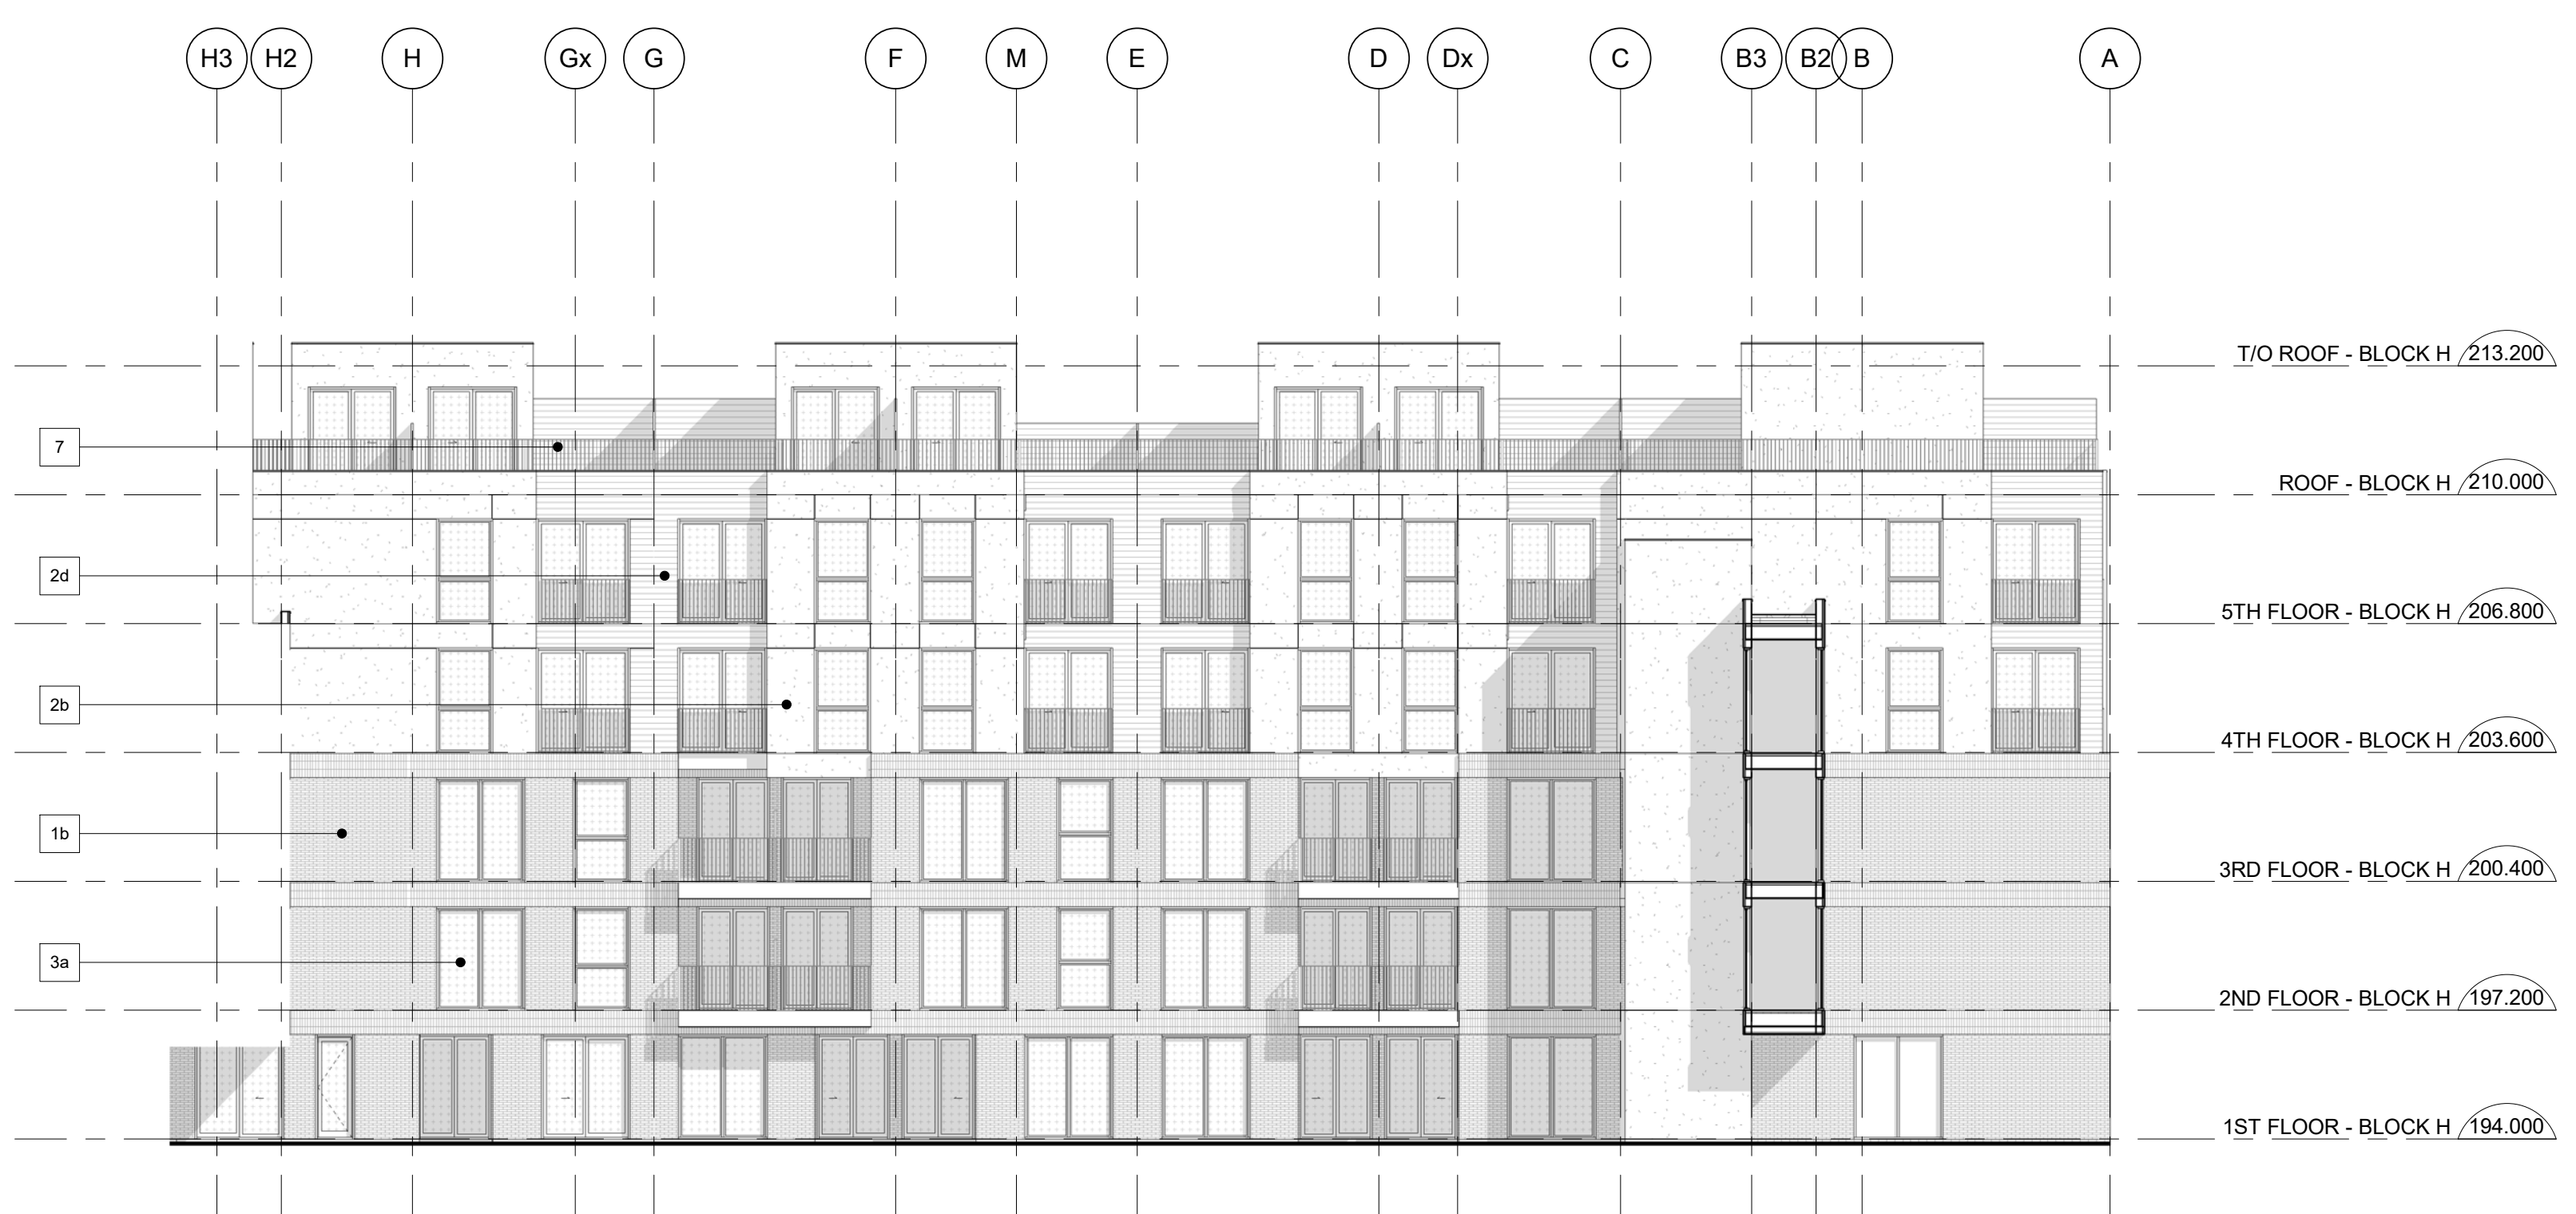 H3 H2 H Gx G F M E D Dx C B3 B2 B A
T/O ROOF - BLOCK H 213.200
7
ROOF - BLOCK H 210.000
2d
5TH FLOOR - BLOCK H 206.800
2b
4TH FLOOR - BLOCK H 203.600
1b
3RD FLOOR - BLOCK H 200.400
3a
2ND FLOOR - BLOCK H 197.200
1ST FLOOR - BLOCK H 194.000